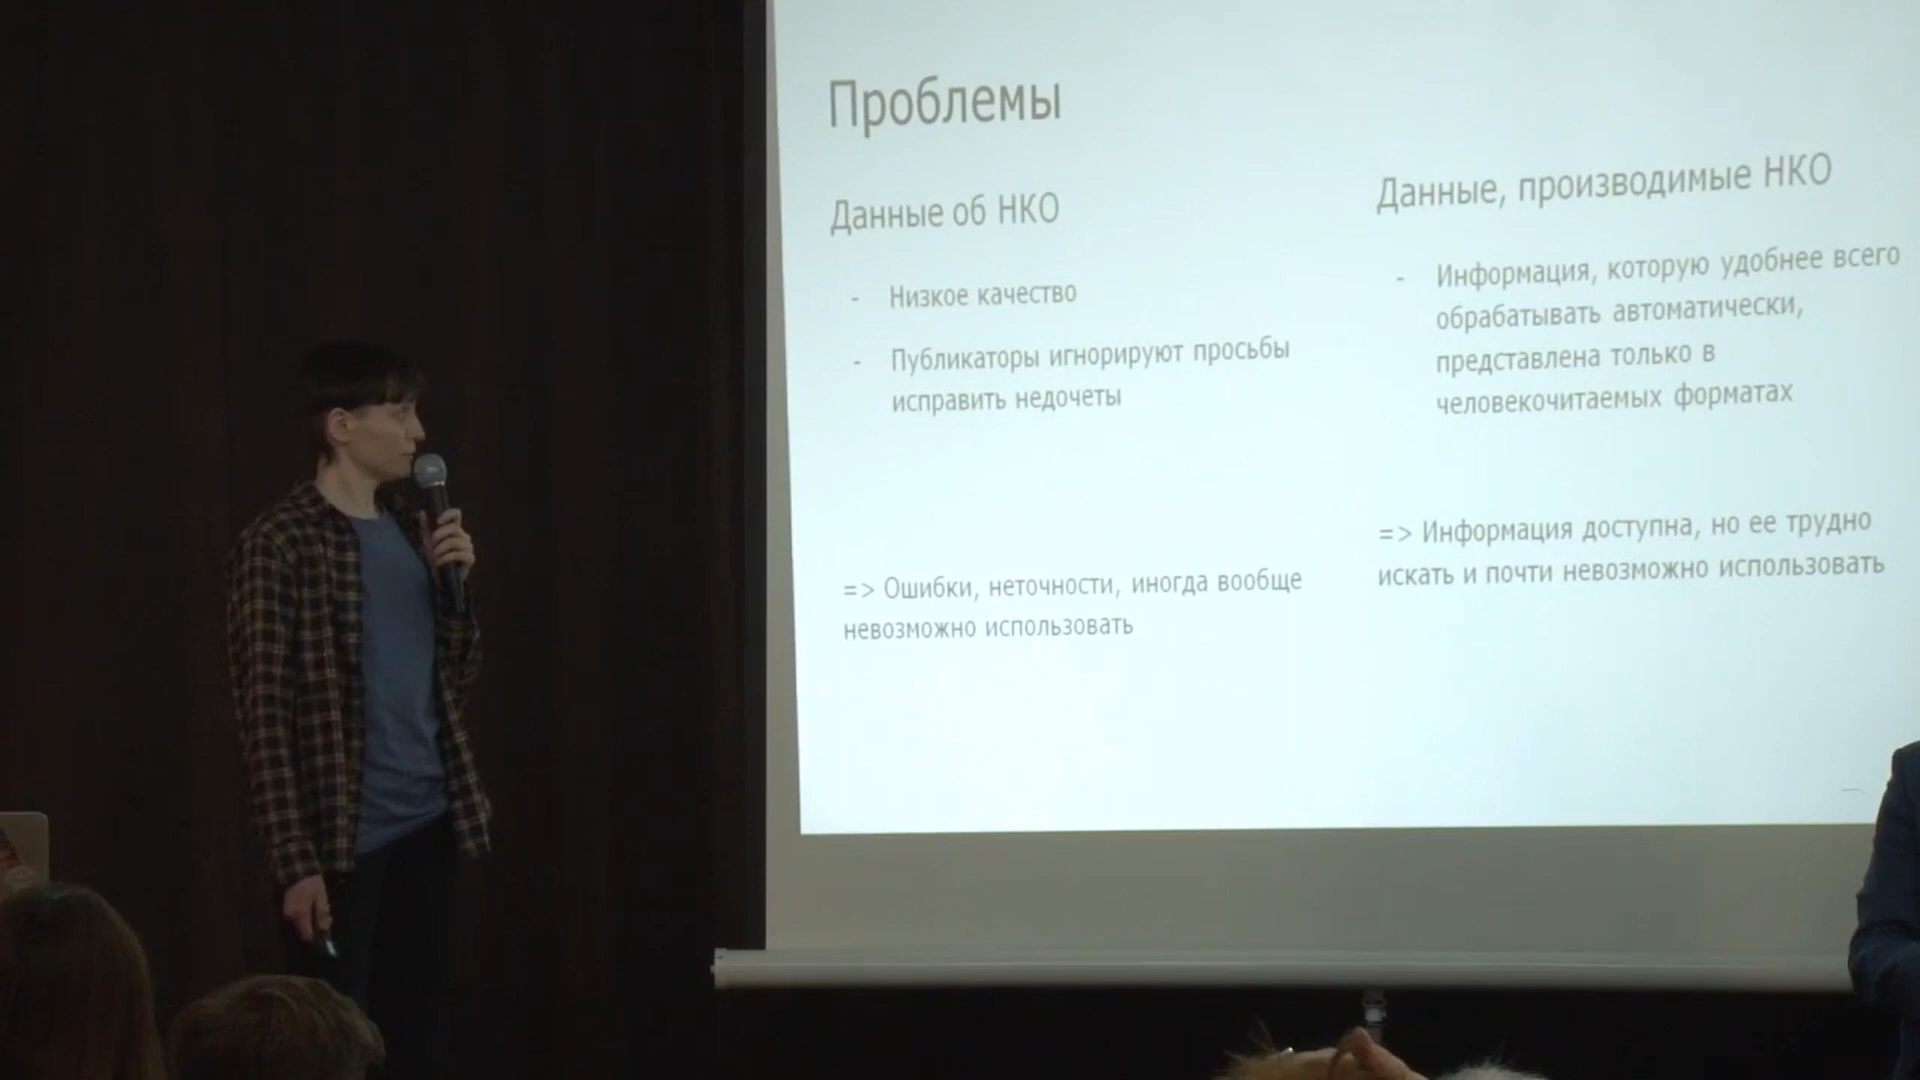 Проблемы
Данные об НКО
- Низкое качество
- Публикаторы игнорируют просьбы
исправить недочеты
=> Ошибки, неточности, иногда вообще
невозможно использовать
Данные, производимые НКО
- Информация, которую удобнее всего
обрабатывать автоматически,
представлена только в
человекочитаемых форматах
=> Информация доступна, но ее трудно
искать и почти невозможно использовать